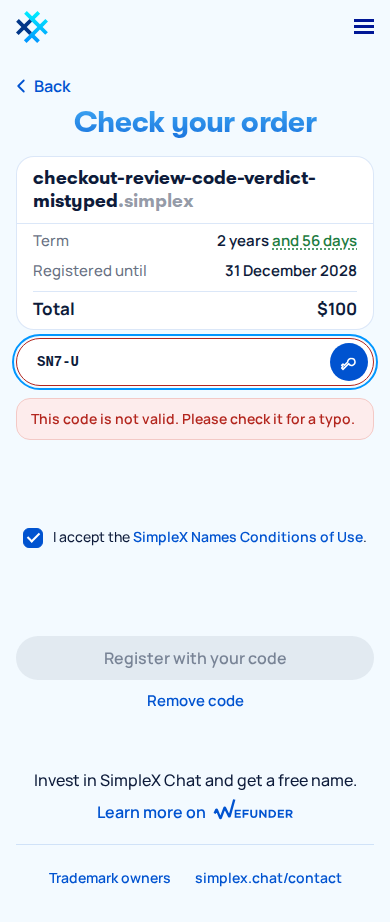 Back
Check your order
checkout-review-code-verdict-
mistyped.simplex
Term 2 years and 56 days
Registered until 31 December 2028
Total $100
SN7-U
This code is not valid. Please check it for a typo.
I accept the SimpleX Names Conditions of Use.
Register with your code
Remove code
Invest in SimpleX Chat and get a free name.
Learn more on WEFUNDER
Trademark owners simplex.chat/contact